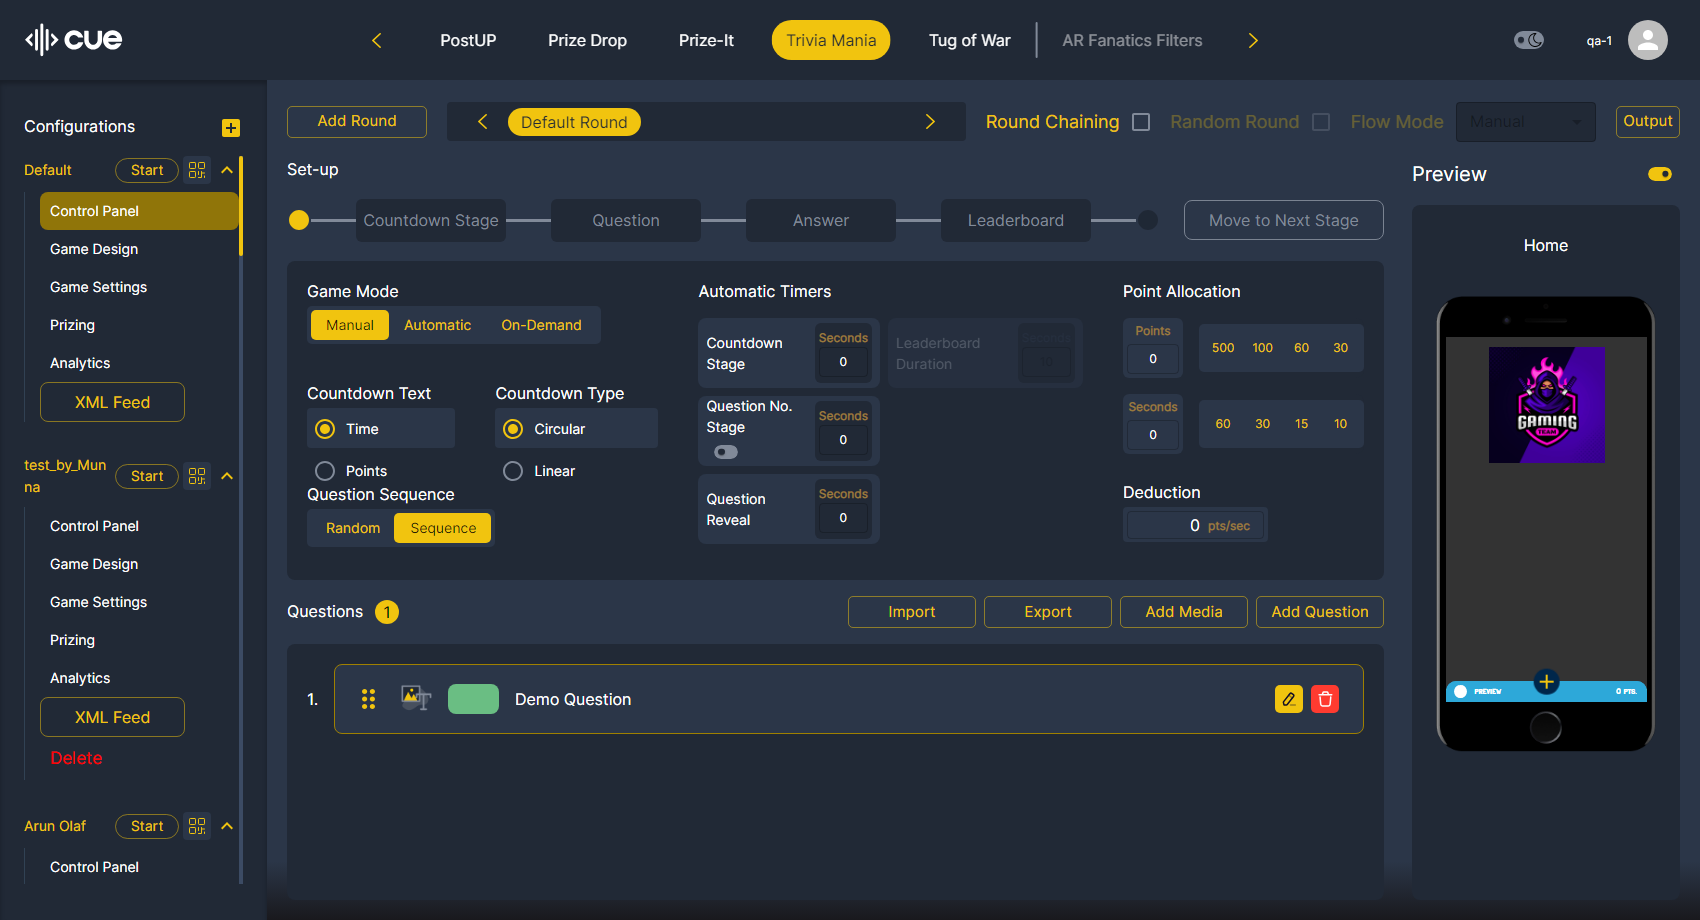 cue
PostUP
Prize Drop
Prize-It
Trivia Mania
Tug of War
AR Fanatics Filters
qa-1
Configurations
Default
Start
Control Panel
Game Design
Game Settings
Prizing
Analytics
XML Feed
test_by_Mun
na
Start
Control Panel
Game Design
Game Settings
Prizing
Analytics
XML Feed
Delete
Arun Olaf
Start
Control Panel
Add Round
Default Round
Round Chaining
Random Round
Flow Mode
Manual
Output
Set-up
Countdown Stage
Question
Answer
Leaderboard
Move to Next Stage
Game Mode
Manual
Automatic
On-Demand
Countdown Text
Time
Points
Countdown Type
Circular
Linear
Question Sequence
Random
Sequence
Automatic Timers
Countdown
Stage
Seconds
0
Leaderboard
Duration
Seconds
10
Question No.
Stage
Seconds
0
Question
Reveal
Seconds
0
Point Allocation
Points
0
500
100
60
30
Seconds
0
60
30
15
10
Deduction
0 pts/sec
Questions
1
Import
Export
Add Media
Add Question
1.
T
Demo Question
Preview
Home
GAMING
TEAM
PREVIEW
0 PTS.